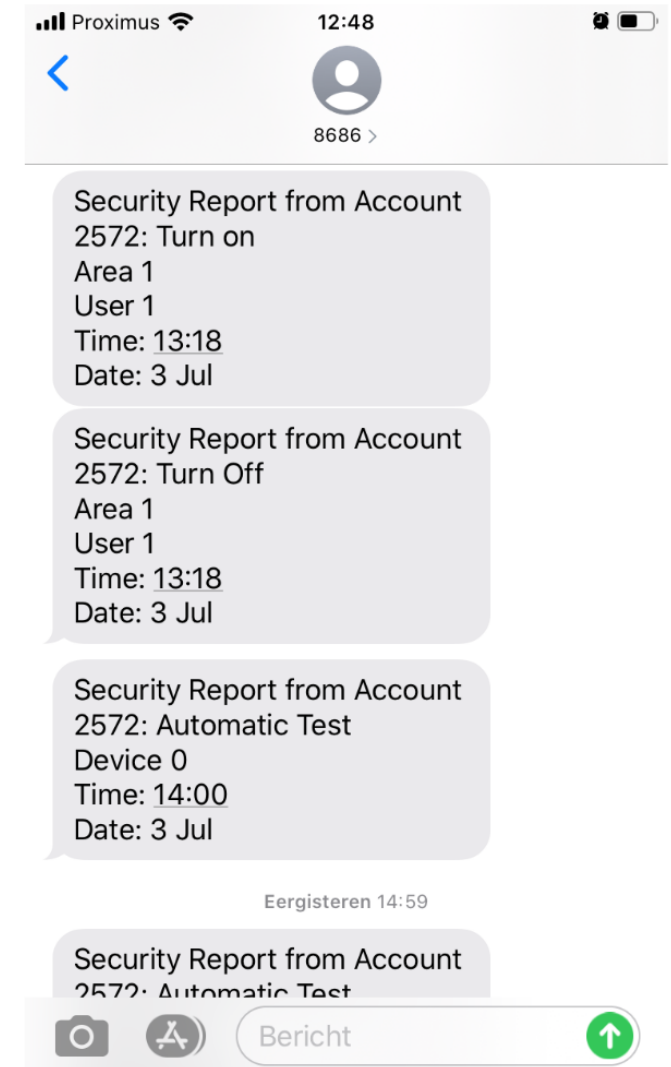 Proximus 12:48
8686 >
Security Report from Account
2572: Turn on
Area 1
User 1
Time: 13:18
Date: 3 Jul
Security Report from Account
2572: Turn Off
Area 1
User 1
Time: 13:18
Date: 3 Jul
Security Report from Account
2572: Automatic Test
Device 0
Time: 14:00
Date: 3 Jul
Eergisteren 14:59
Security Report from Account
2572: Automatic Test
Bericht